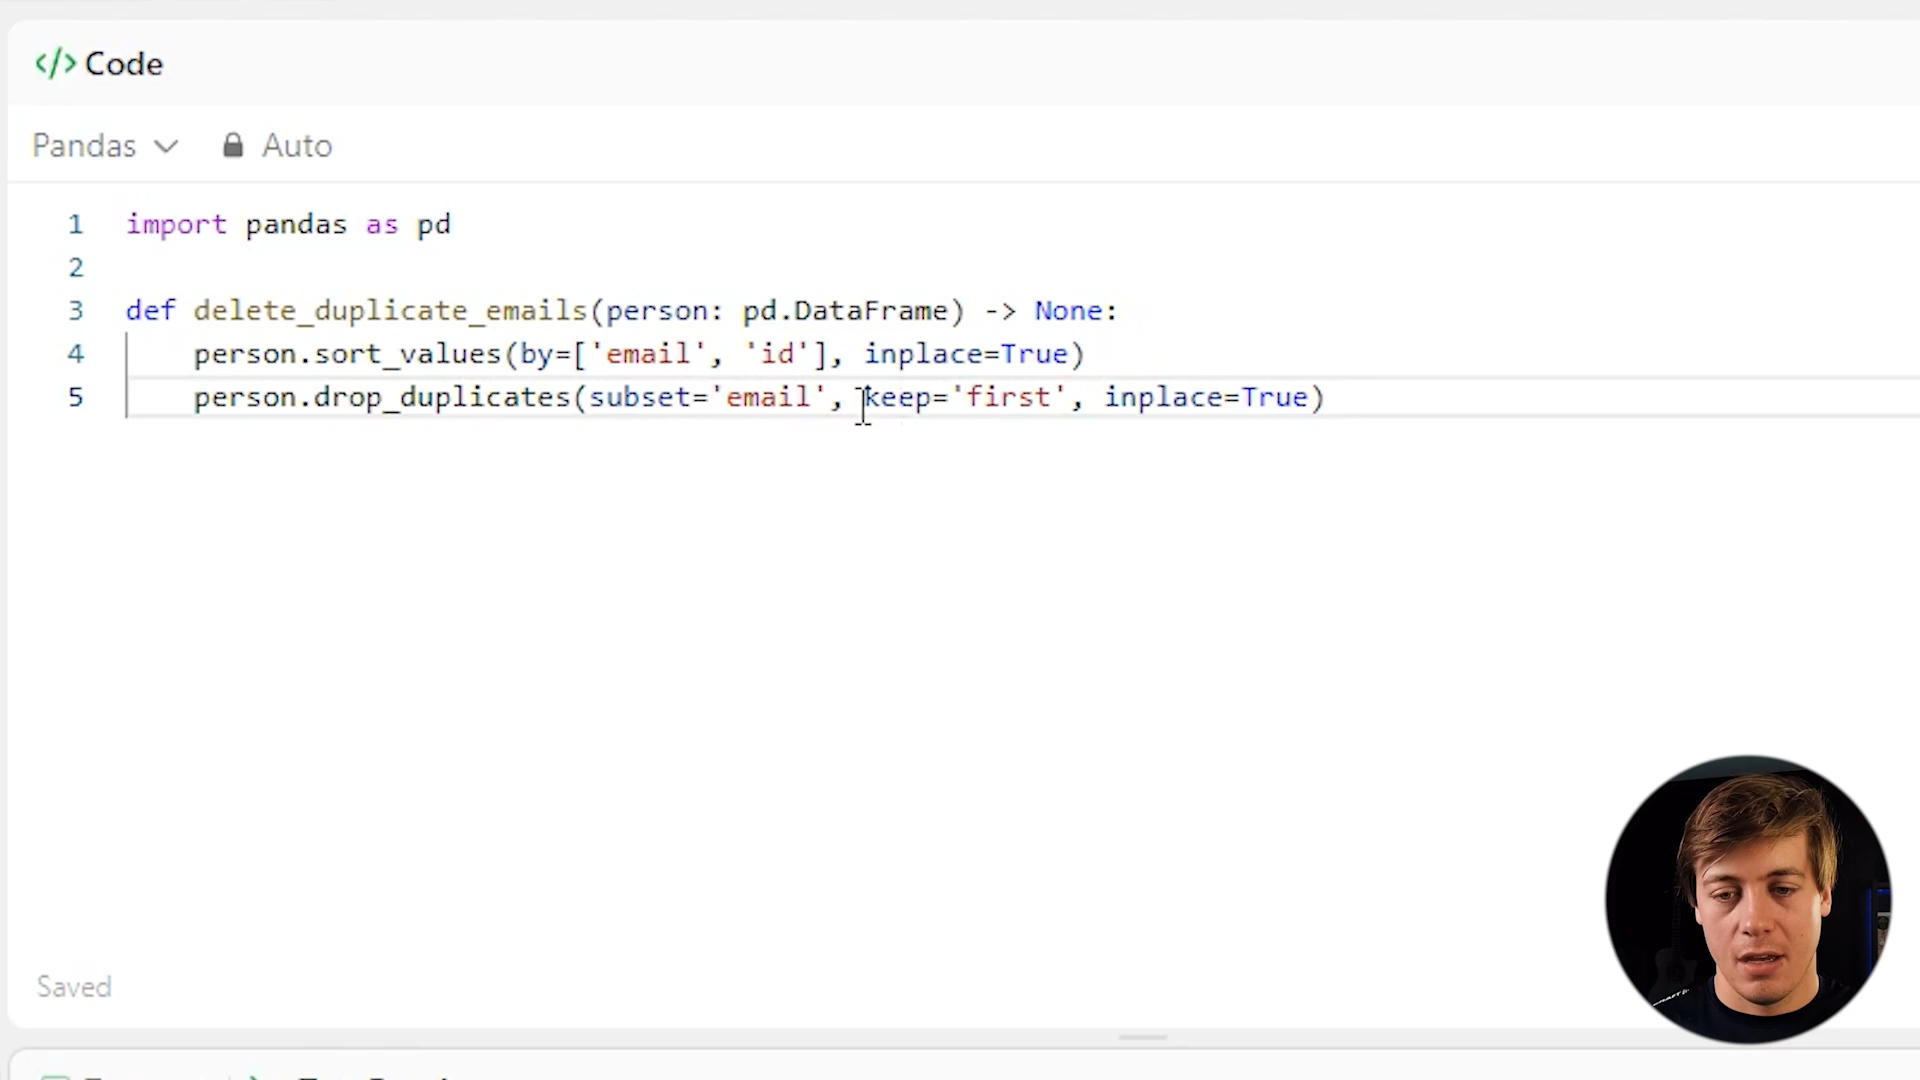 </> Code
Pandas Auto
1 import pandas as pd
2
3 def delete_duplicate_emails(person: pd.DataFrame) -> None:
4 person.sort_values(by=['email', 'id'], inplace=True)
5 person.drop_duplicates(subset='email', keep='first', inplace=True)
Saved